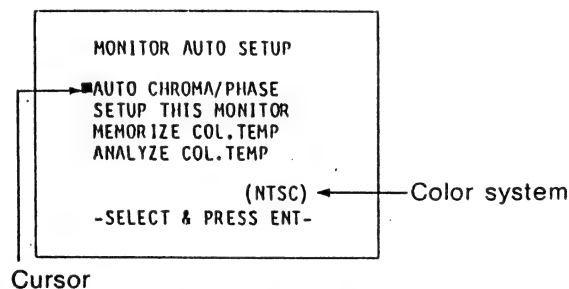 MONITOR AUTO SETUP
■AUTO CHROMA/PHASE
SETUP THIS MONITOR
MEMORIZE COL.TEMP
ANALYZE COL.TEMP
(NTSC)
Color system
-SELECT & PRESS ENT-
Cursor